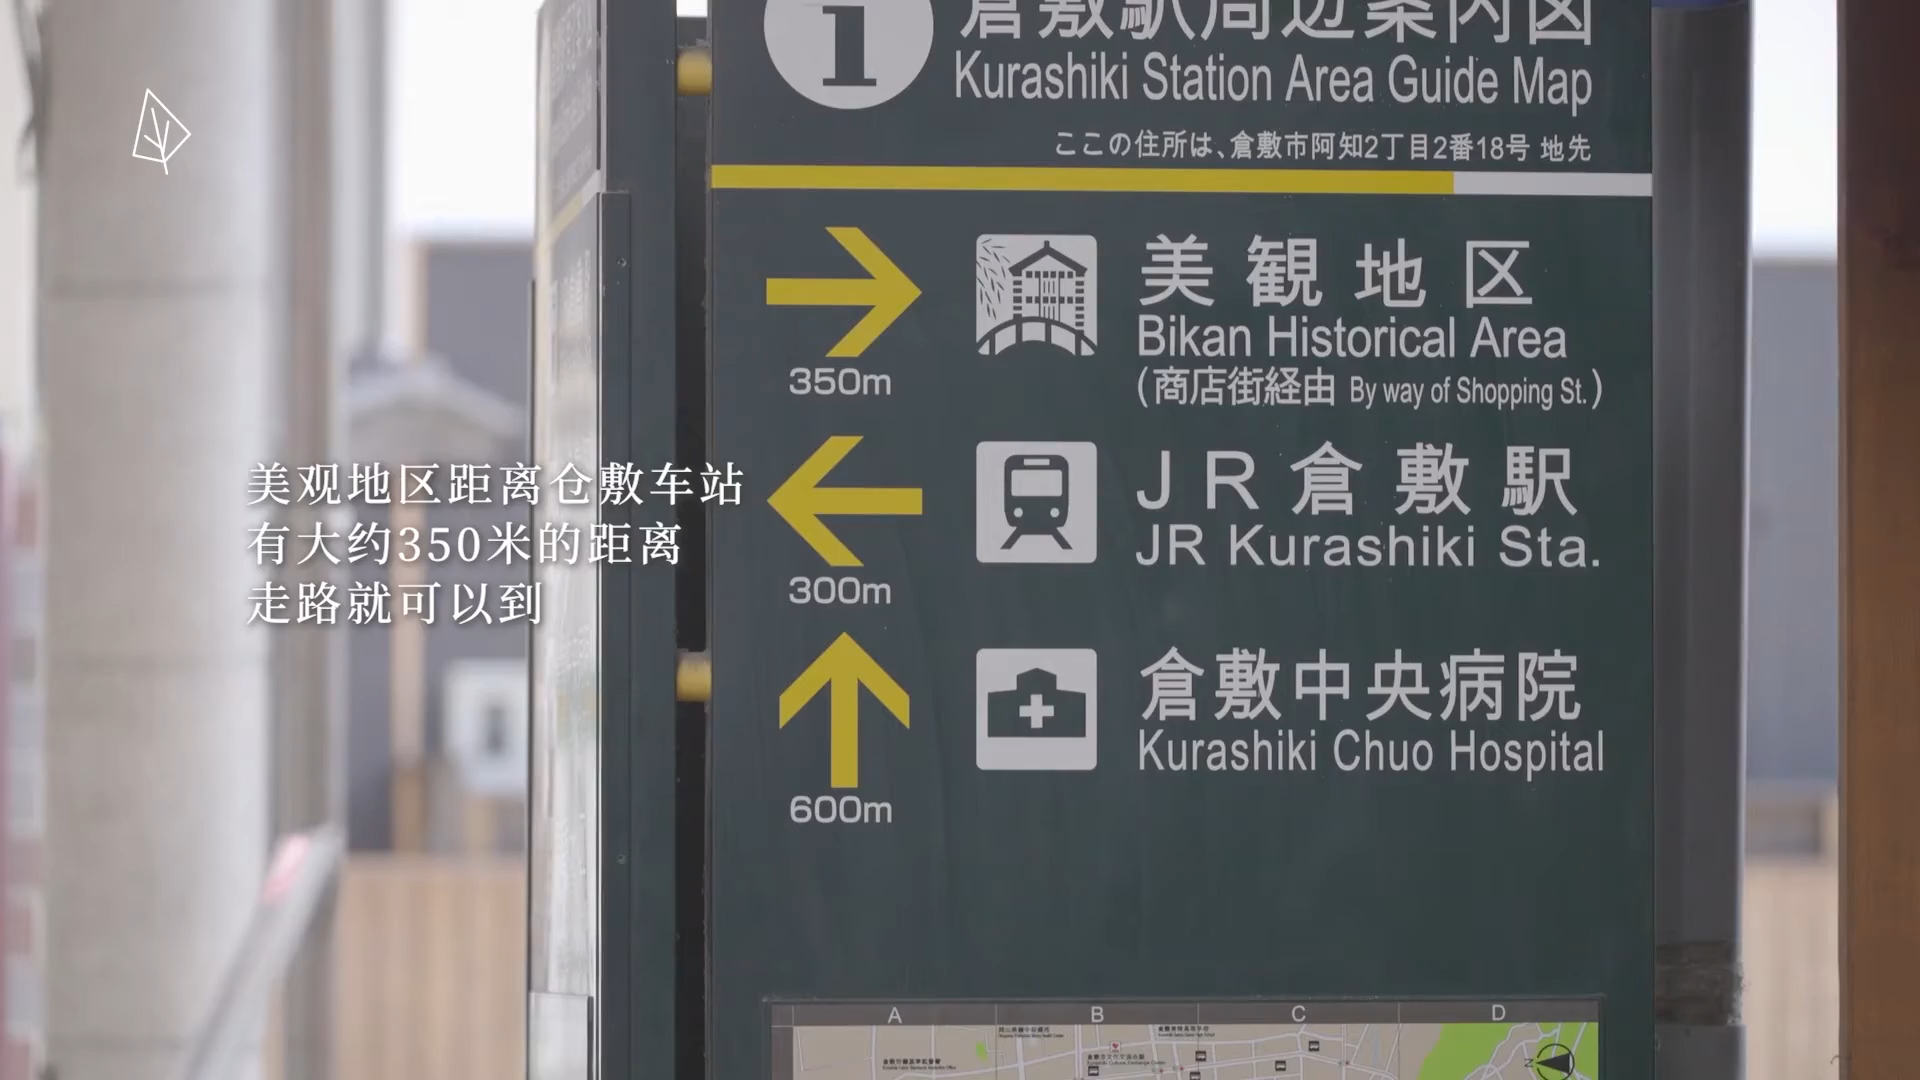 i
倉敷駅周辺案内図
Kurashiki Station Area Guide Map
ここの住所は、倉敷市阿知2丁目2番18号 地先
美観地区
Bikan Historical Area
(商店街経由 By way of Shopping St.)
350m
美观地区距离仓敷车站
有大约350米的距离
走路就可以到
JR倉敷駅
JR Kurashiki Sta.
300m
倉敷中央病院
Kurashiki Chuo Hospital
600m
A B C D